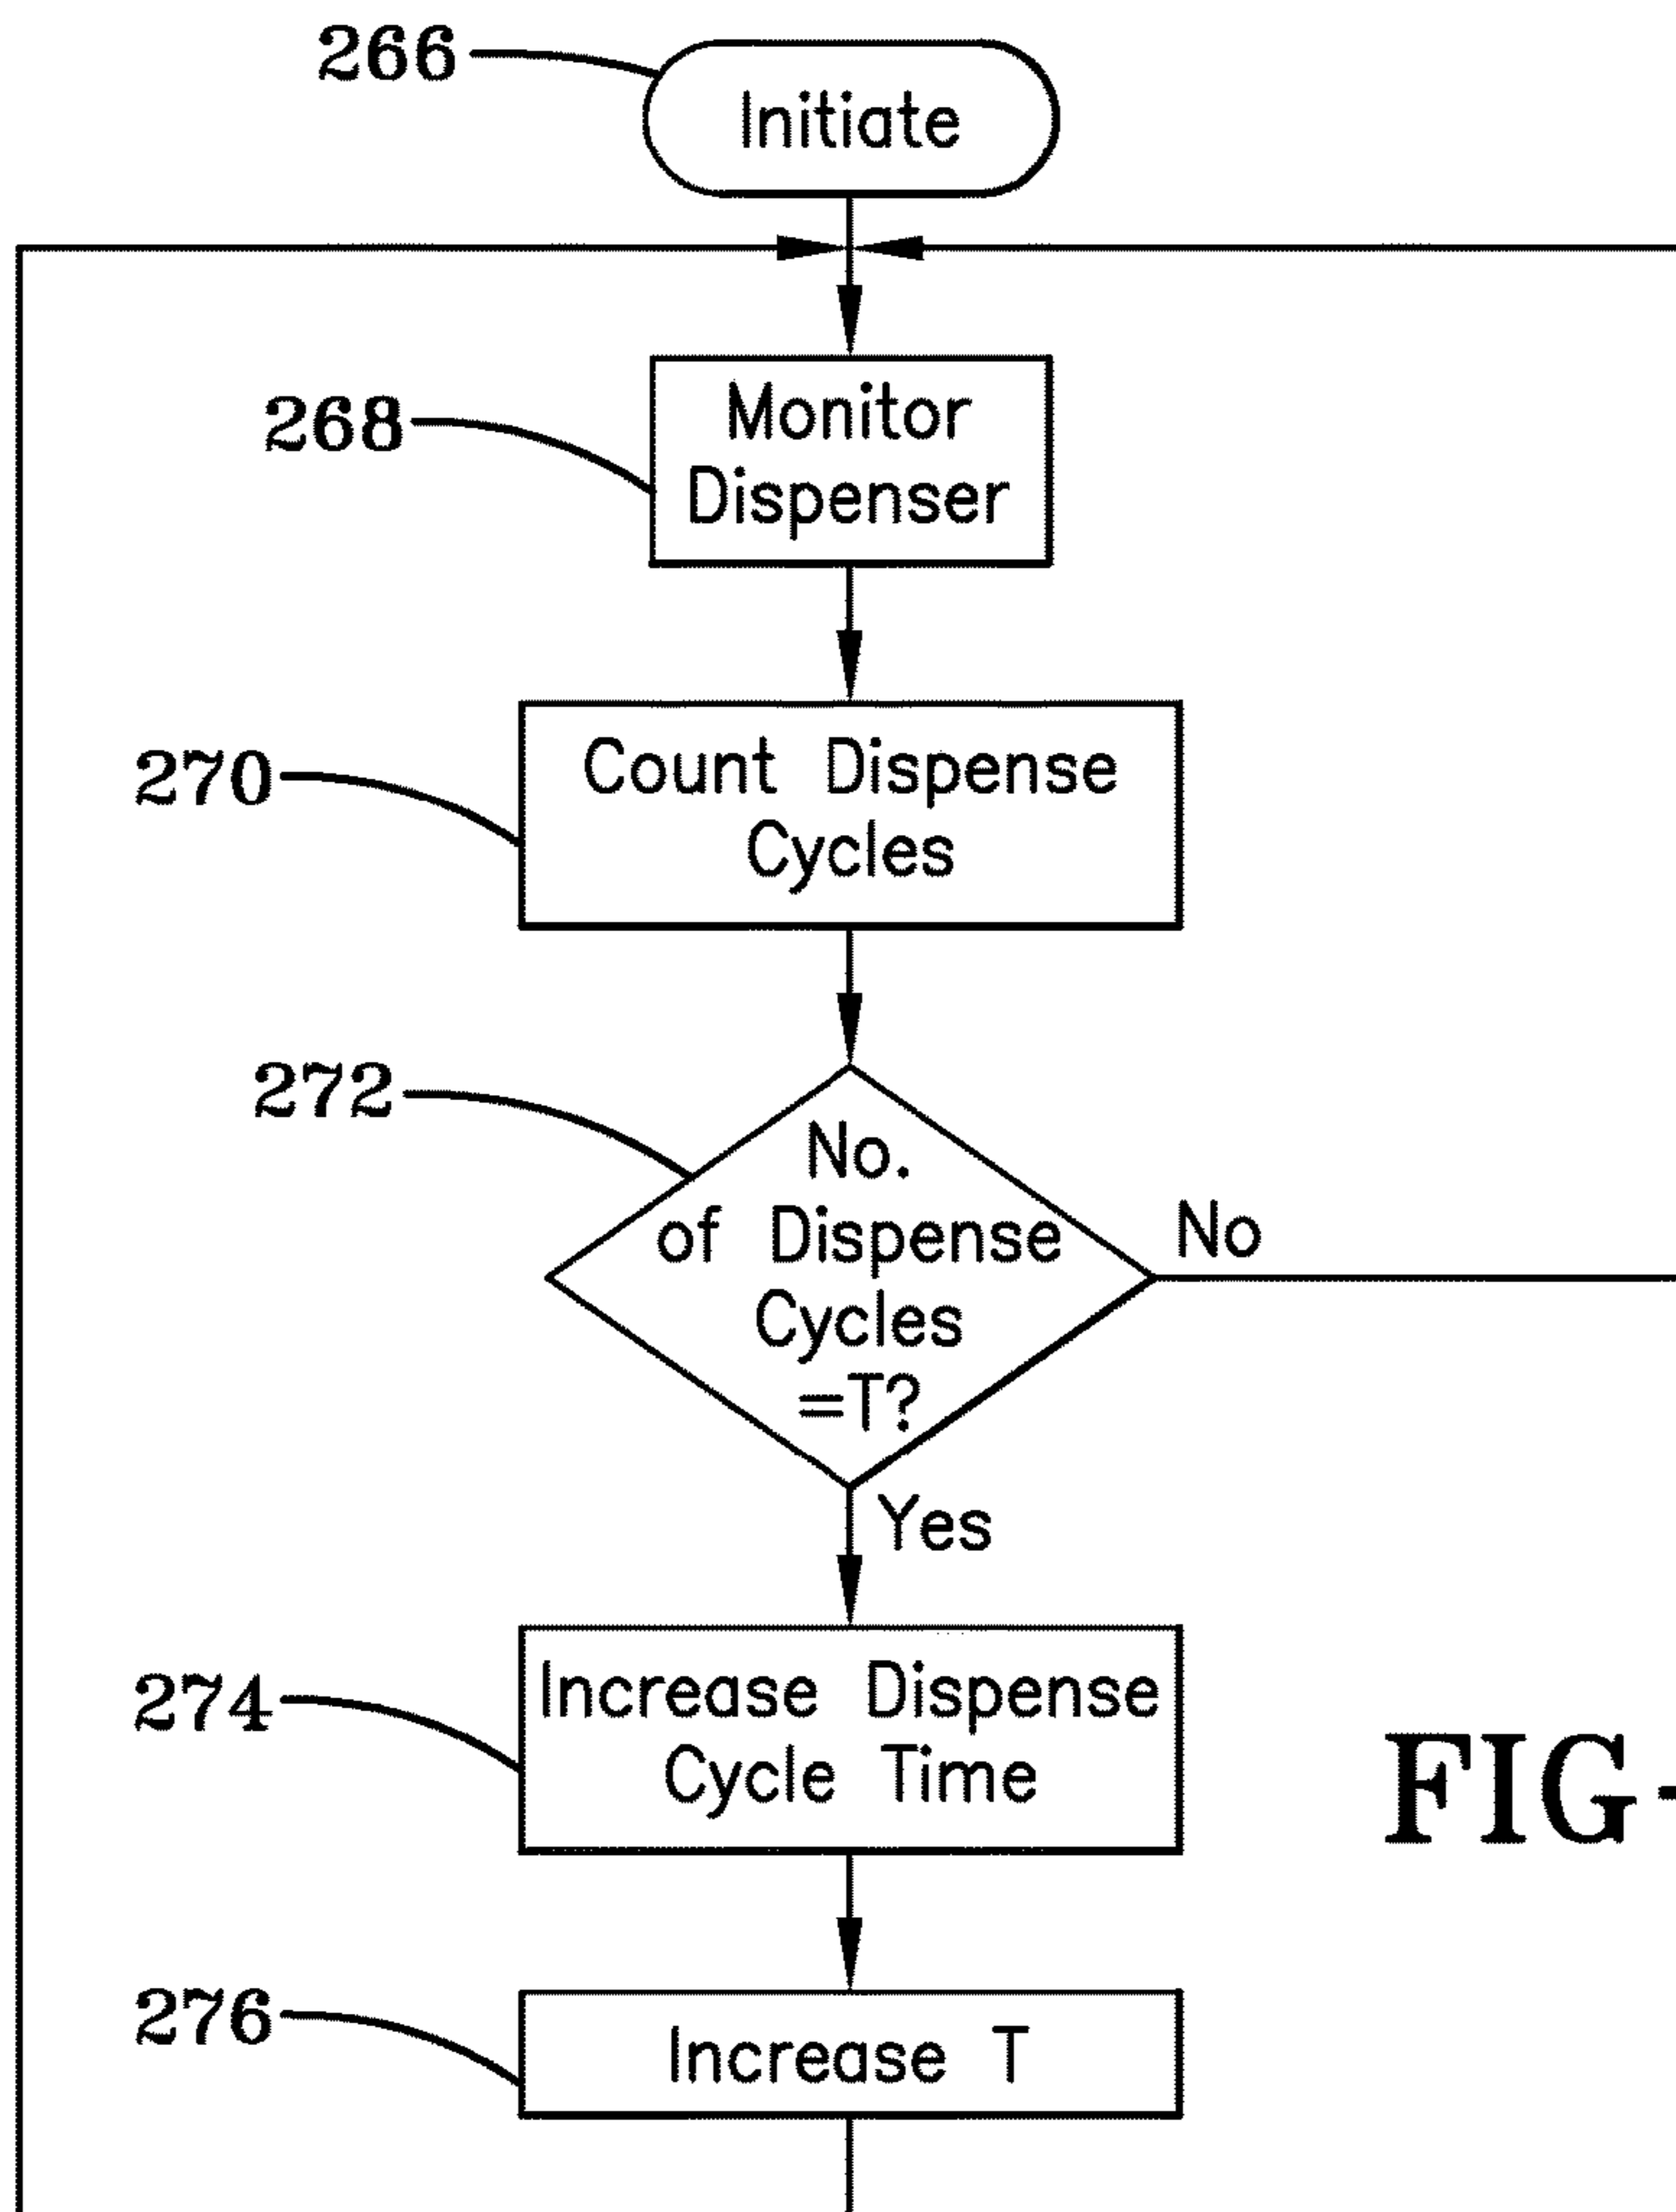 266
Initiate
268
Monitor
Dispenser
270
Count Dispense
Cycles
272
No.
of Dispense
Cycles
=T?
No
Yes
274
Increase Dispense
Cycle Time
FIG-
276
Increase T